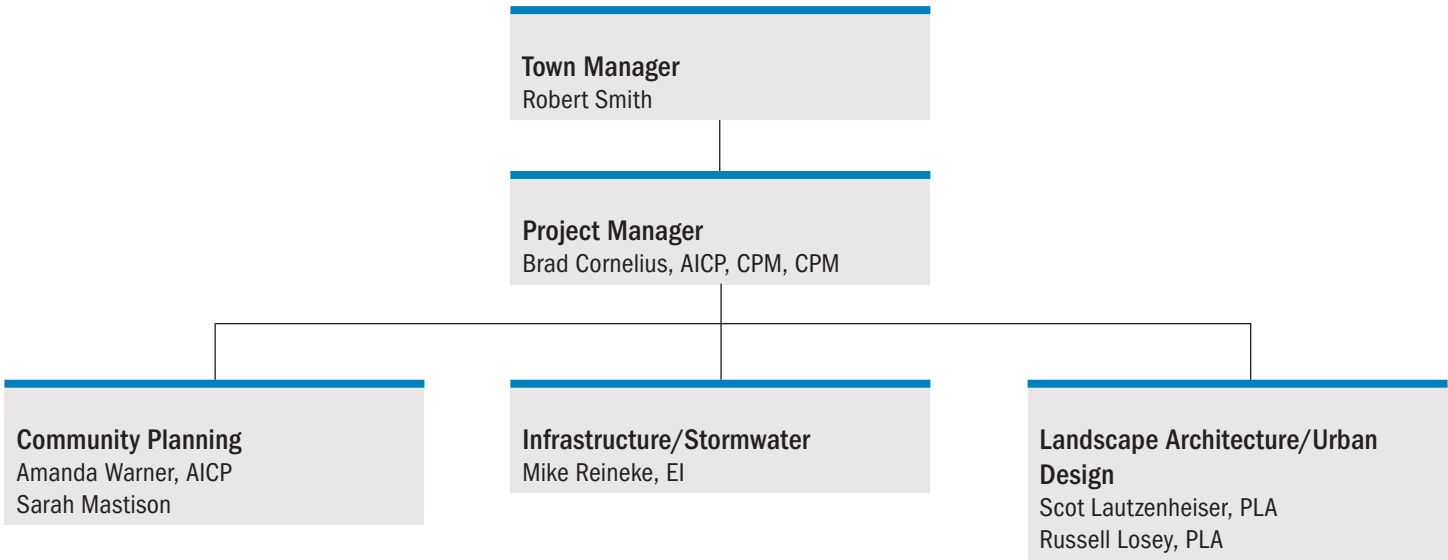 Town Manager
Robert Smith
Project Manager
Brad Cornelius, AICP, CPM, CPM
Community Planning
Amanda Warner, AICP
Sarah Mastison
Infrastructure/Stormwater
Mike Reineke, EI
Landscape Architecture/Urban
Design
Scot Lautzenheiser, PLA
Russell Losey, PLA